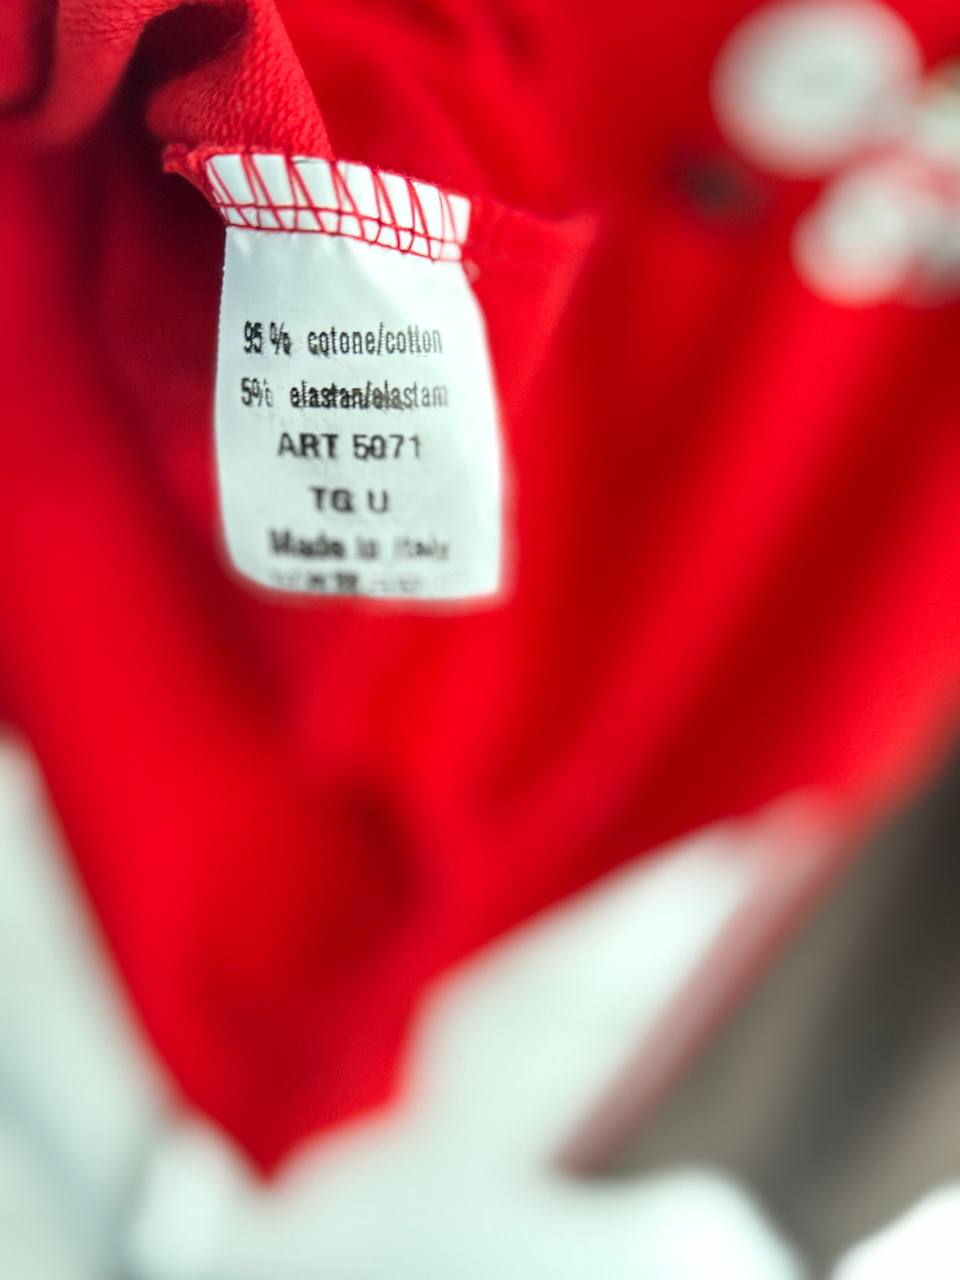 95% cotone/cotton
5% elastan/elastam
ART 5071
TG U
Made in Italy